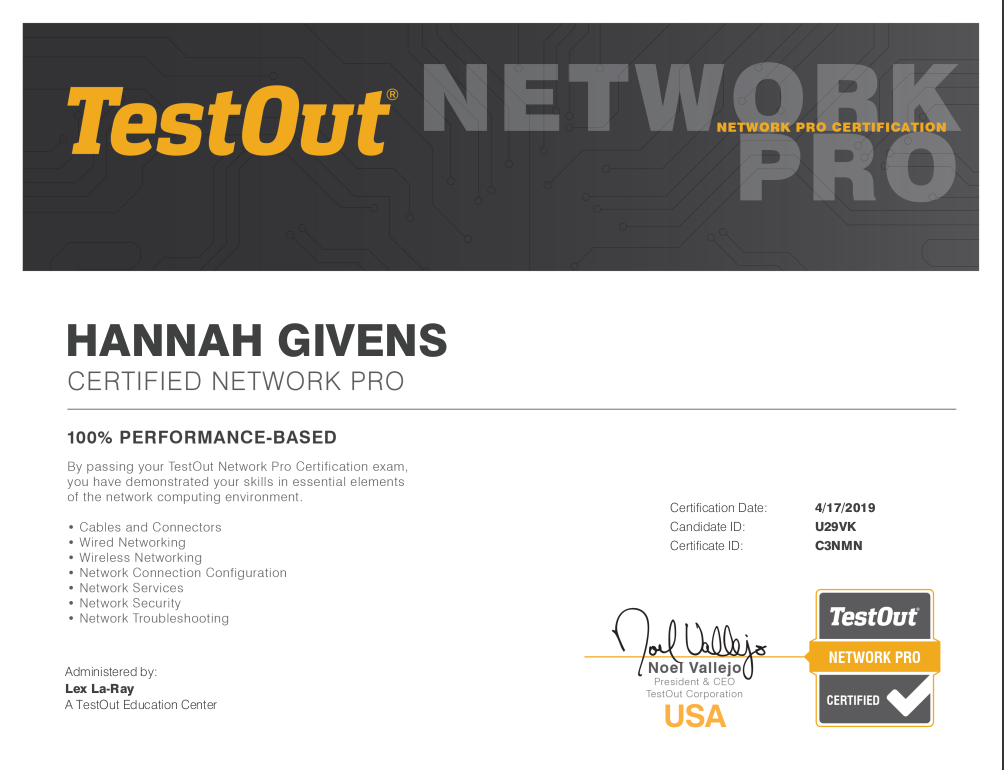 TestOut®
NETWORK
NETWORK PRO CERTIFICATION
PRO
HANNAH GIVENS
CERTIFIED NETWORK PRO
100% PERFORMANCE-BASED
By passing your TestOut Network Pro Certification exam,
you have demonstrated your skills in essential elements
of the network computing environment.
• Cables and Connectors
• Wired Networking
• Wireless Networking
• Network Connection Configuration
• Network Services
• Network Security
• Network Troubleshooting
Certification Date: 4/17/2019
Candidate ID: U29VK
Certificate ID: C3NMN
Administered by:
Lex La-Ray
A TestOut Education Center
Noel Vallejo
Noel Vallejo
President & CEO
TestOut Corporation
USA
TestOut®
NETWORK PRO
CERTIFIED